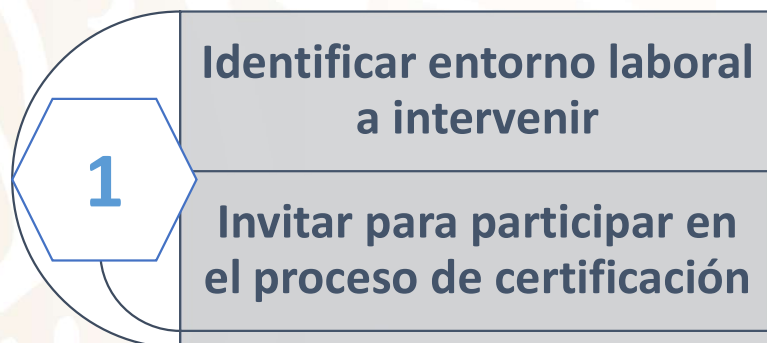 Identificar entorno laboral
a intervenir
1
Invitar para participar en
el proceso de certificación